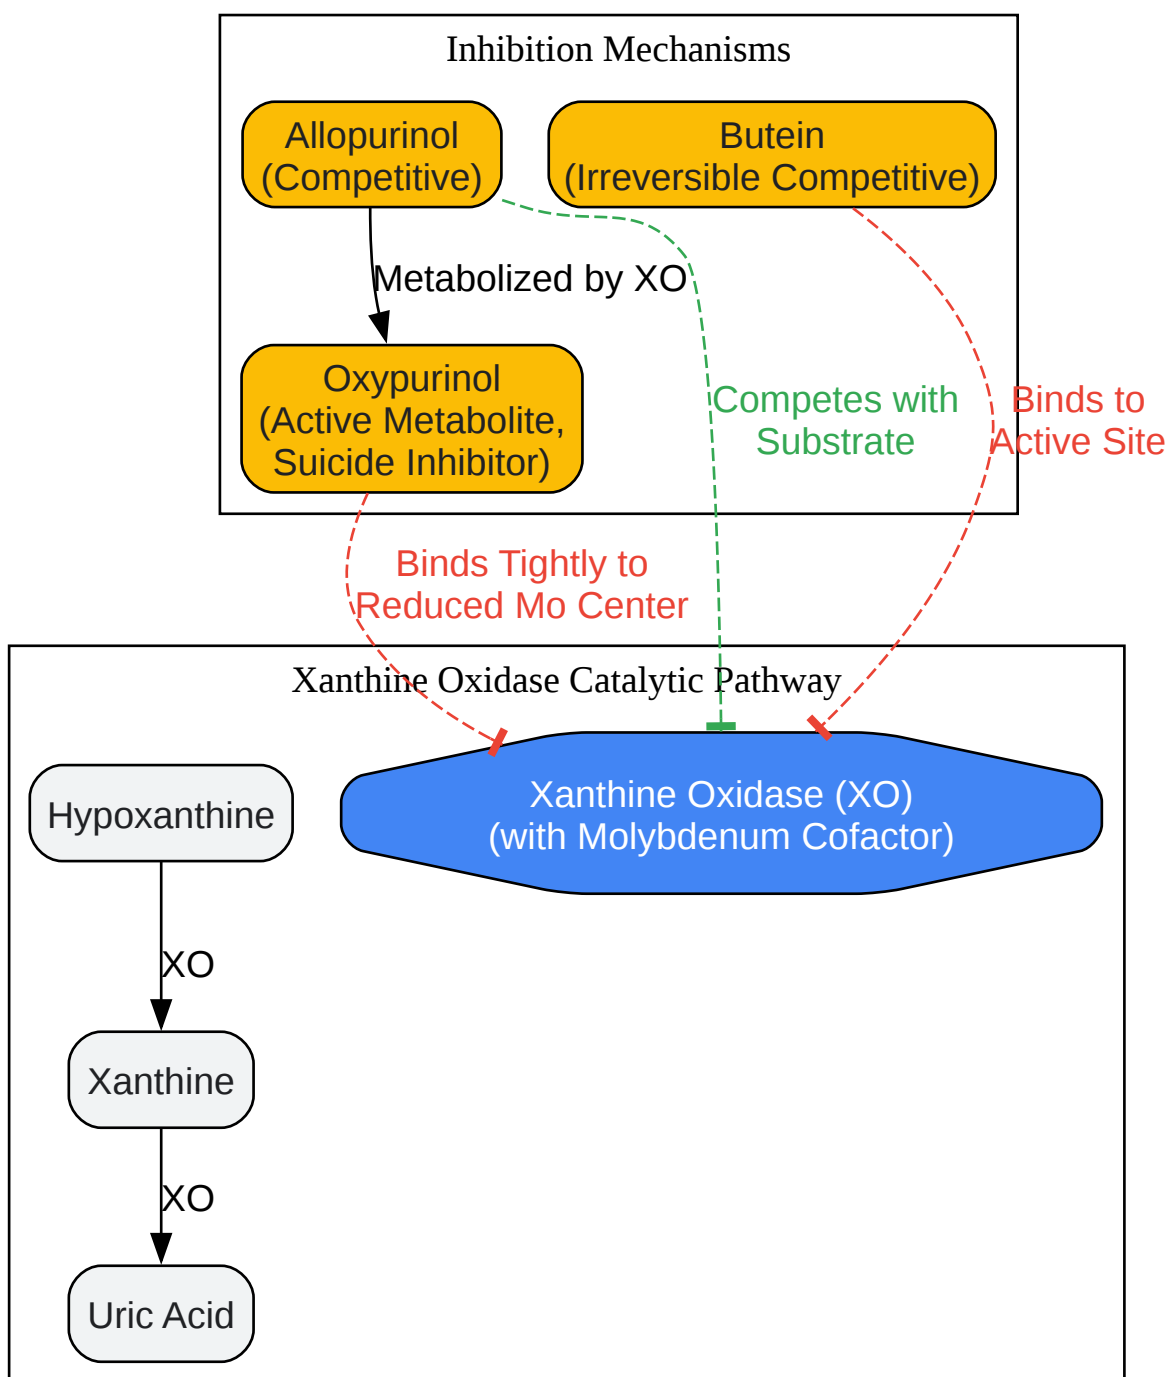 Inhibition Mechanisms
Allopurinol
(Competitive)
Butein
(Irreversible Competitive)
Metabolized by XO
Oxypurinol
(Active Metabolite,
Suicide Inhibitor)
Competes with
Substrate
Binds to
Active Site
Binds Tightly to
Reduced Mo Center
Xanthine Oxidase Catalytic Pathway
Xanthine Oxidase (XO)
(with Molybdenum Cofactor)
Hypoxanthine
XO
Xanthine
XO
Uric Acid